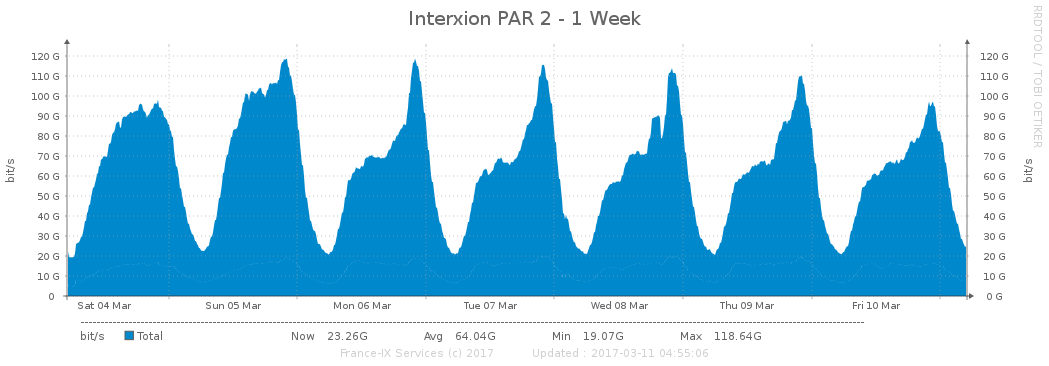 Interxion PAR 2 - 1 Week
RRDTOOL / TOBI OETIKER
120 G 120 G
110 G 110 G
100 G 100 G
90 G 90 G
80 G 80 G
70 G 70 G
60 G 60 G
50 G 50 G
40 G 40 G
30 G 30 G
20 G 20 G
10 G 10 G
0 0 G
bit/s bit/s
Sat 04 Mar Sun 05 Mar Mon 06 Mar Tue 07 Mar Wed 08 Mar Thu 09 Mar Fri 10 Mar
bit/s Total Now 23.26G Avg 64.04G Min 19.07G Max 118.64G
France-IX Services (c) 2017 Updated : 2017-03-11 04:55:06